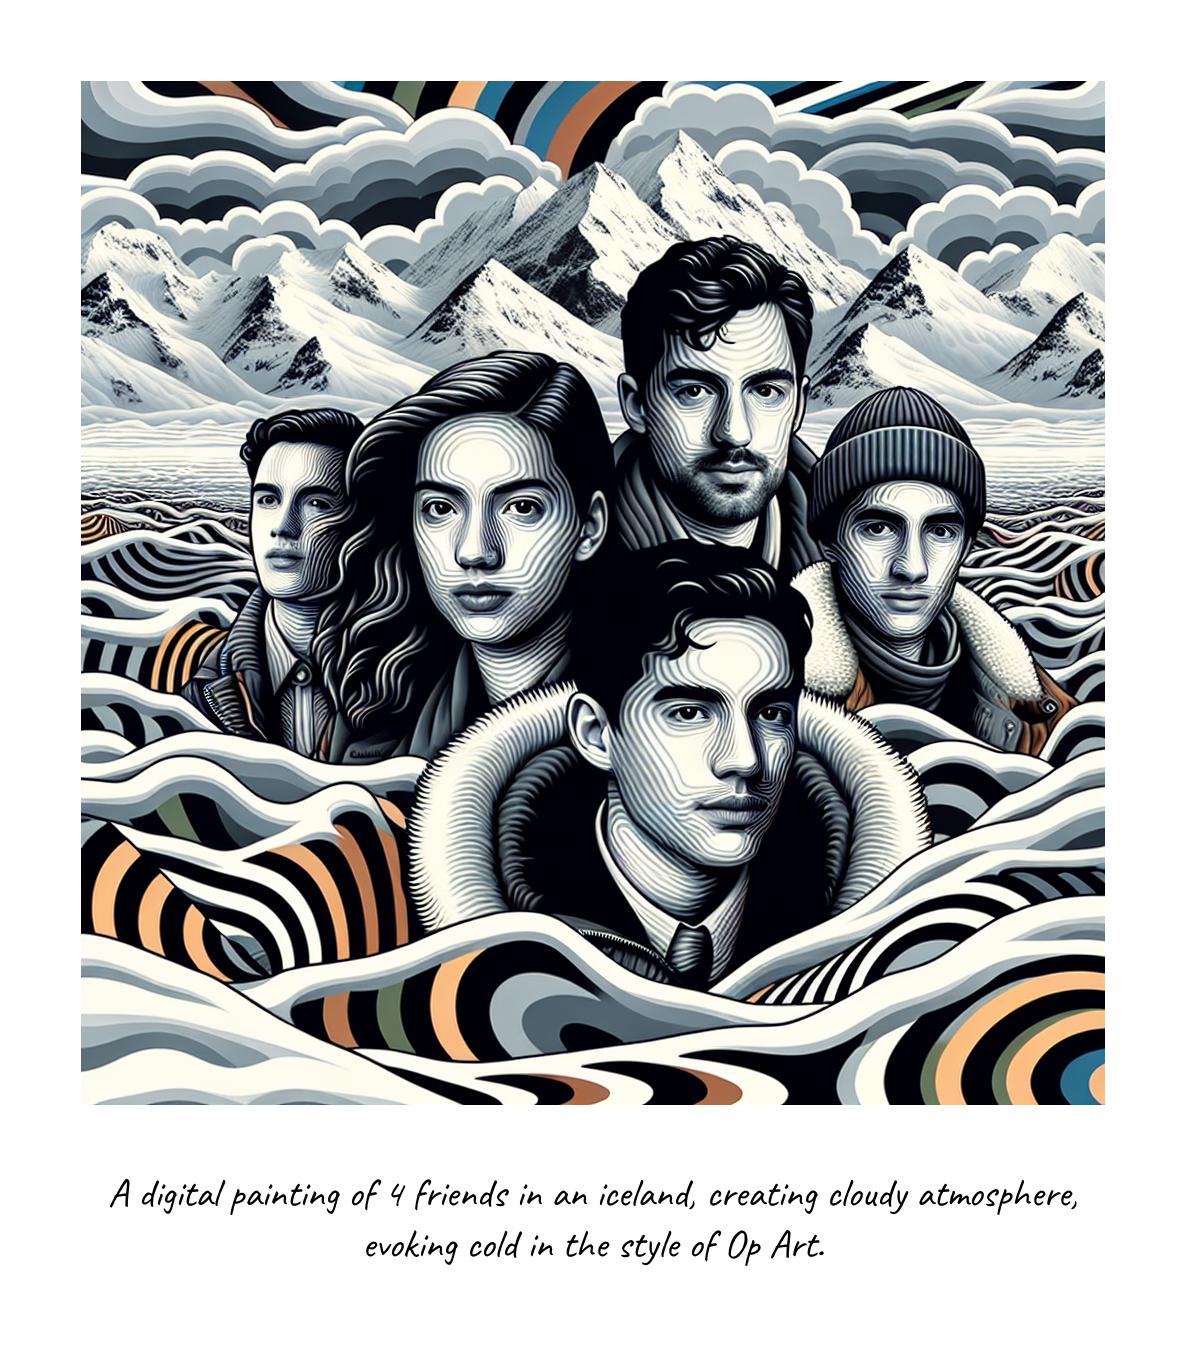 A digital painting of 4 friends in an iceland, creating cloudy atmosphere,
evoking cold in the style of Op Art.